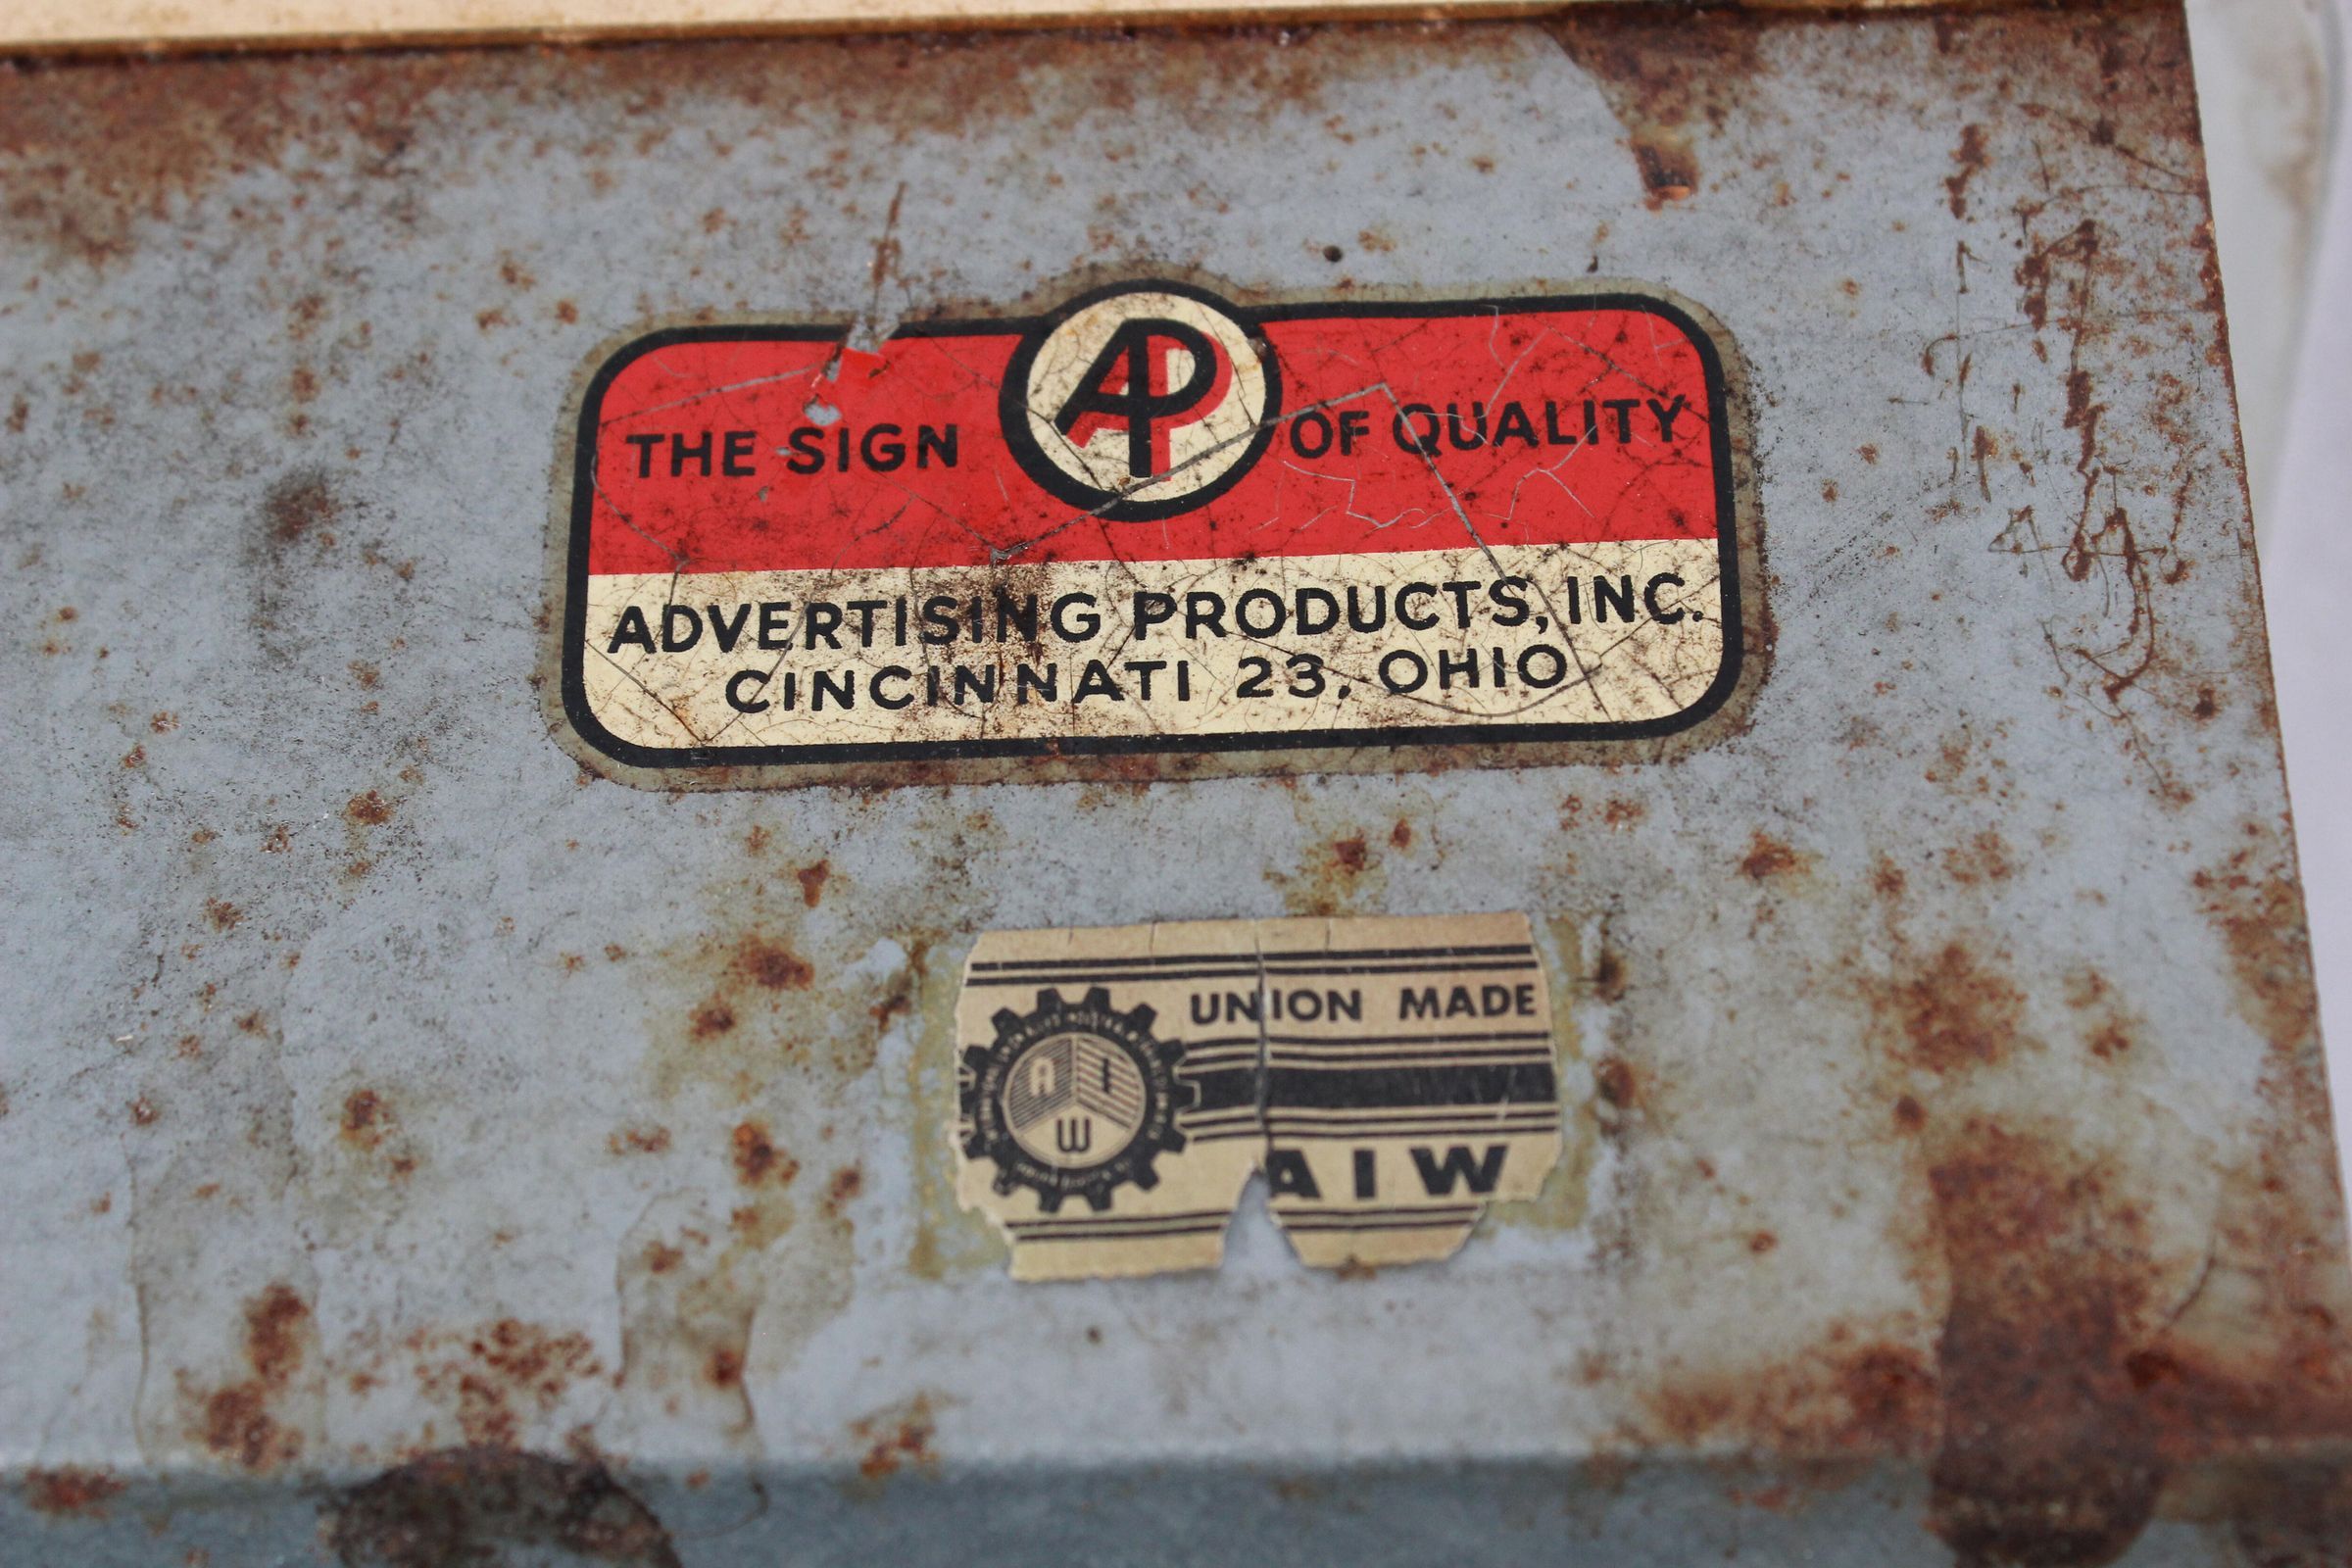 AP
THE SIGN OF QUALITY
ADVERTISING PRODUCTS, INC.
CINCINNATI 23, OHIO
UNION MADE
A I
W
AIW